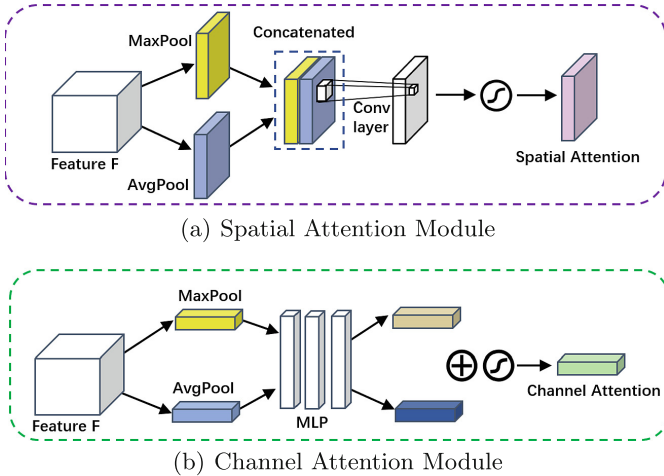 MaxPool
Concatenated
Feature F
AvgPool
Conv
layer
Spatial Attention
(a) Spatial Attention Module
MaxPool
AvgPool
Feature F
MLP
Channel Attention
(b) Channel Attention Module